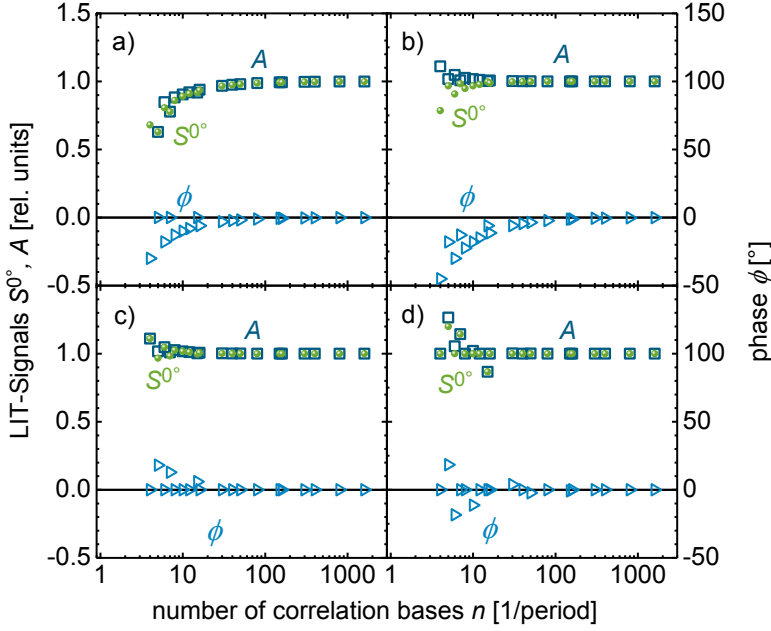 1.5
1.0
0.5
0.0
-0.5
1.0
0.5
0.0
-0.5
a)
A
S0°
ϕ
b)
A
S0°
ϕ
150
100
50
0
-50
100
50
0
-50
c)
A
S0°
ϕ
d)
A
S0°
ϕ
1 10 100 1000
1 10 100 1000
LIT-Signals S0°, A [rel. units]
phase ϕ [°]
number of correlation bases n [1/period]